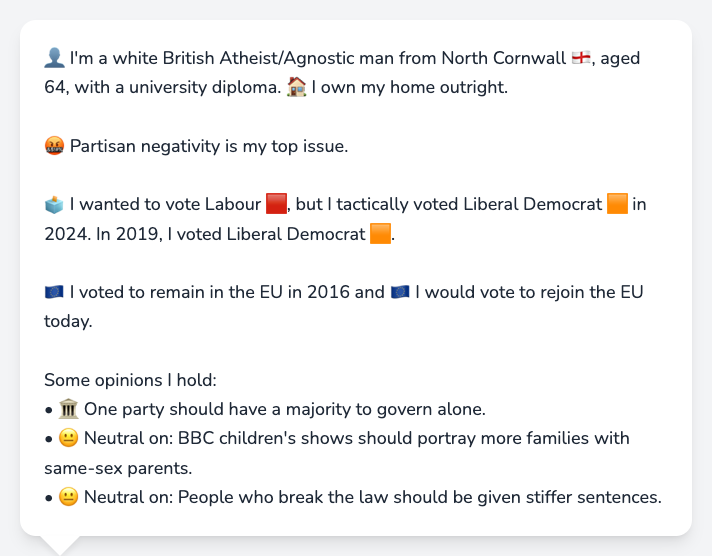 👤 I'm a white British Atheist/Agnostic man from North Cornwall 🏴󠁧󠁢󠁥󠁮󠁧󠁿, aged
64, with a university diploma. 🏠 I own my home outright.
🤬 Partisan negativity is my top issue.
🗳️ I wanted to vote Labour 🟥, but I tactically voted Liberal Democrat 🟧 in
2024. In 2019, I voted Liberal Democrat 🟧.
🇪🇺 I voted to remain in the EU in 2016 and 🇪🇺 I would vote to rejoin the EU
today.
Some opinions I hold:
• 🏛️ One party should have a majority to govern alone.
• 😐 Neutral on: BBC children's shows should portray more families with
same-sex parents.
• 😐 Neutral on: People who break the law should be given stiffer sentences.